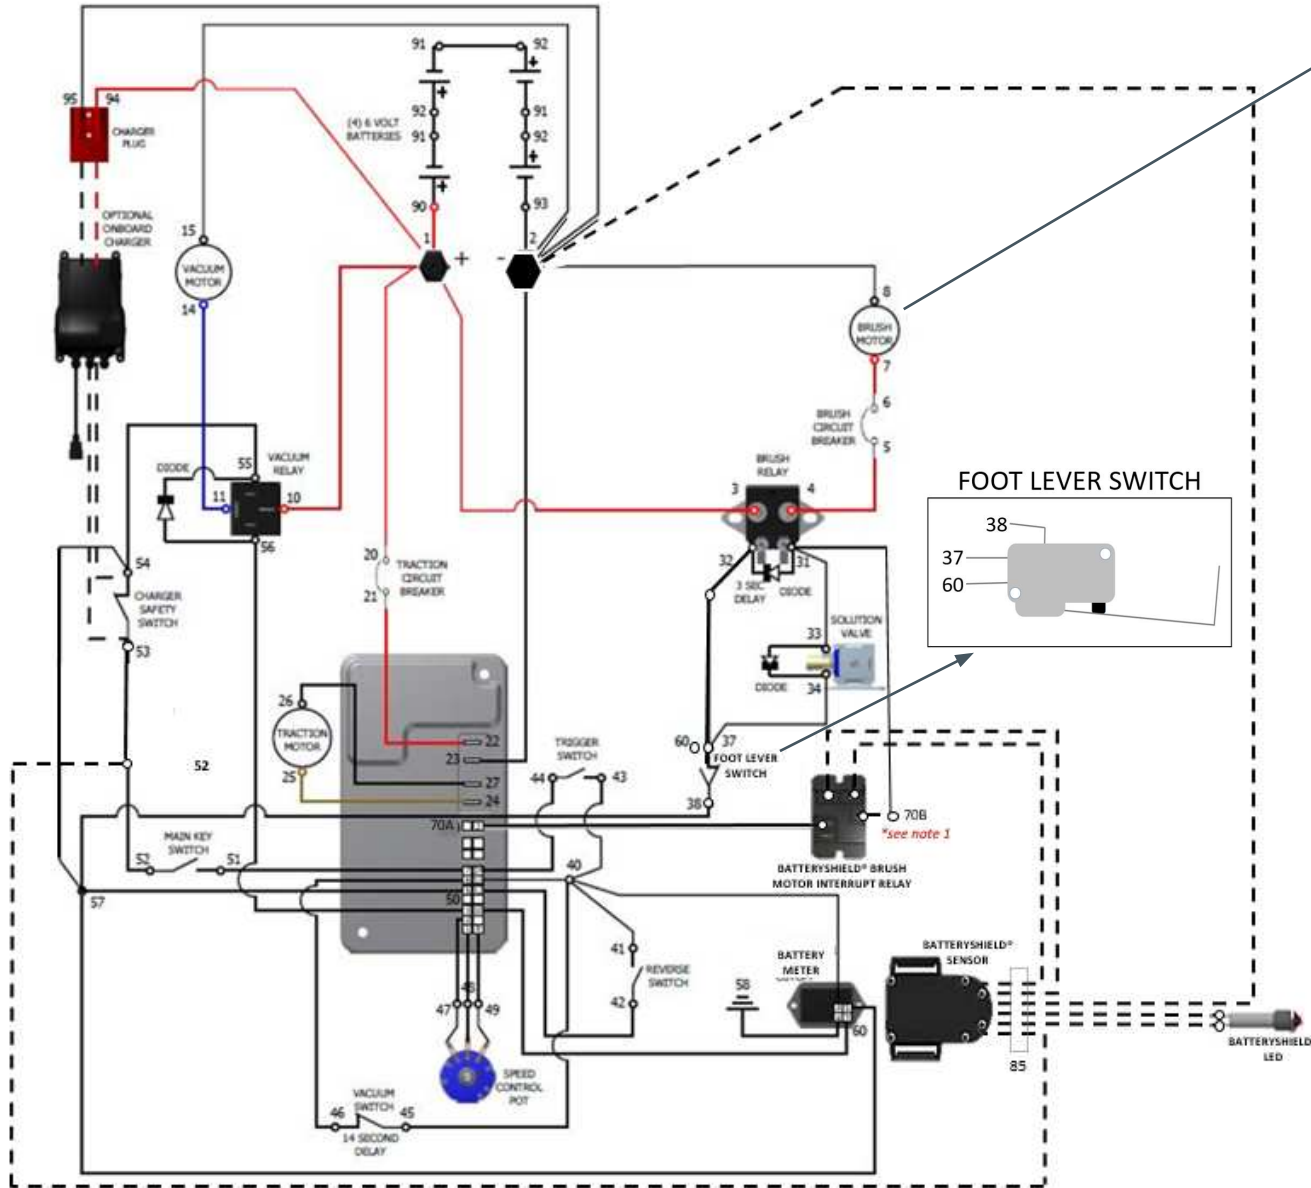 91
92
+
+
95
94
(4) 6 VOLT
BATTERIES
92
91
91
92
CHARGER
PLUG
+
+
90
93
OPTIONAL
ONBOARD
CHARGER
15
1
+
-
2
VACUUM
MOTOR
14
8
BRUSH
MOTOR
7
6
BRUSH
CIRCUIT
BREAKER
5
DIODE
55
VACUUM
RELAY
11
10
56
BRUSH
RELAY
3
4
FOOT LEVER SWITCH
38
37
60
54
CHARGER
SAFETY
SWITCH
53
20
TRACTION
CIRCUIT
BREAKER
21
32
31
3 SEC
DELAY
DIODE
SOLUTION
VALVE
33
DIODE
34
26
TRACTION
MOTOR
25
22
23
27
24
TRIGGER
SWITCH
44
43
60
37
FOOT LEVER
SWITCH
38
52
70A
70B
*see note 1
MAIN KEY
SWITCH
52
51
40
BATTERYSHIELD® BRUSH
MOTOR INTERRUPT RELAY
57
50
41
REVERSE
SWITCH
42
BATTERY
METER
58
60
BATTERYSHIELD®
SENSOR
47
48
49
SPEED
CONTROL
POT
85
BATTERYSHIELD
LED
VACUUM
SWITCH
46
45
14 SECOND
DELAY